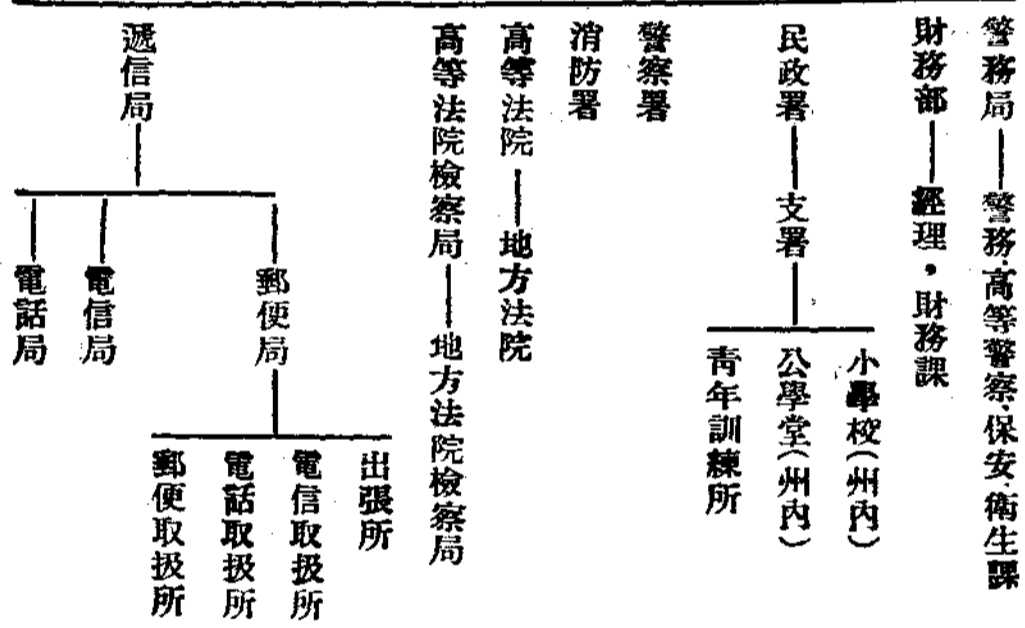 警務局
警務、高等警察、保安、衛生課
財務部
經理・財務課
民政署
支署
小學校(州內)
公學堂(州內)
靑年訓練所
警察署
消防署
高等法院
地方法院
高等法院檢察局
地方法院檢察局
遞信局
郵便局
出張所
電信取扱所
電話取扱所
郵便取扱所
電信局
電話局